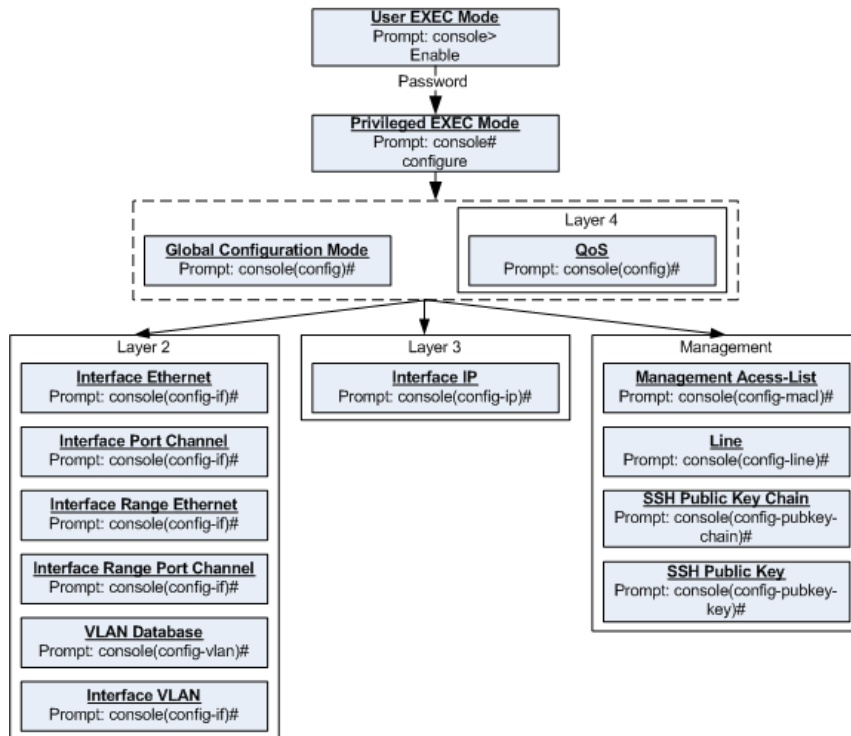 User EXEC Mode
Prompt: console>
Enable
Password
Privileged EXEC Mode
Prompt: console#
configure
Layer 4
Global Configuration Mode
Prompt: console(config)#
QoS
Prompt: console(config)#
Layer 2
Interface Ethernet
Prompt: console(config-if)#
Interface Port Channel
Prompt: console(config-if)#
Interface Range Ethernet
Prompt: console(config-if)#
Interface Range Port Channel
Prompt: console(config-if)#
VLAN Database
Prompt: console(config-vlan)#
Interface VLAN
Prompt: console(config-if)#
Layer 3
Interface IP
Prompt: console(config-ip)#
Management
Management Acess-List
Prompt: console(config-macl)#
Line
Prompt: console(config-line)#
SSH Public Key Chain
Prompt: console(config-pubkey-
chain)#
SSH Public Key
Prompt: console(config-pubkey-
key)#